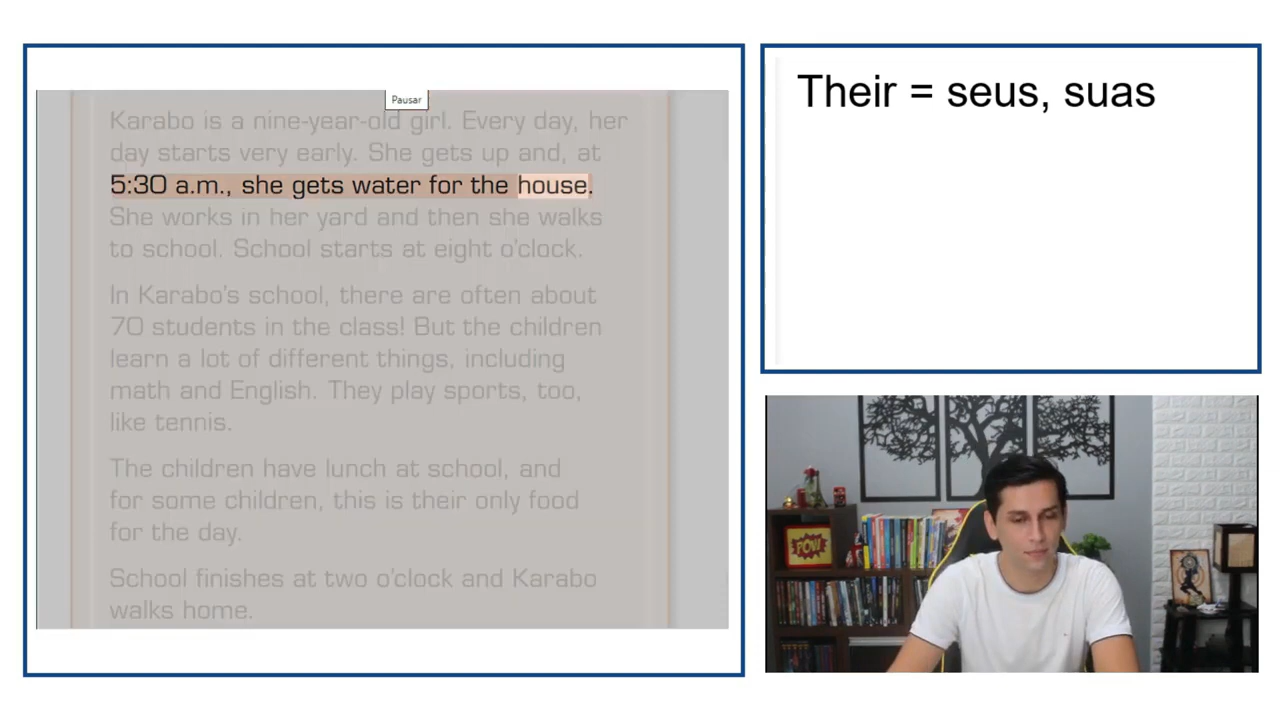 Pausar
Karabo is a nine-year-old girl. Every day, her
day starts very early. She gets up and, at
5:30 a.m., she gets water for the house.
She works in her yard and then she walks
to school. School starts at eight o'clock.
In Karabo's school, there are often about
70 students in the class! But the children
learn a lot of different things, including
math and English. They play sports, too,
like tennis.
The children have lunch at school, and
for some children, this is their only food
for the day.
School finishes at two o'clock and Karabo
walks home.
Their = seus, suas
POW